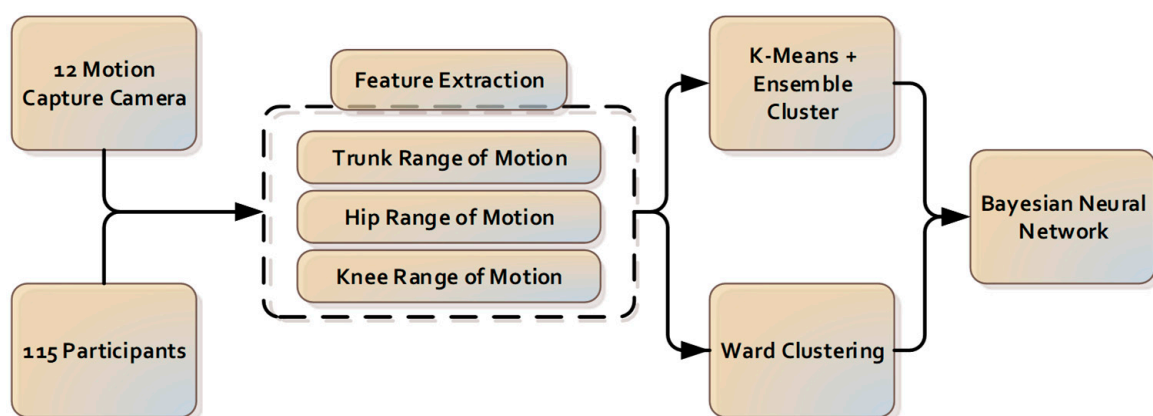 12 Motion
Capture Camera
115 Participants
Feature Extraction
Trunk Range of Motion
Hip Range of Motion
Knee Range of Motion
K-Means +
Ensemble
Cluster
Ward Clustering
Bayesian Neural
Network